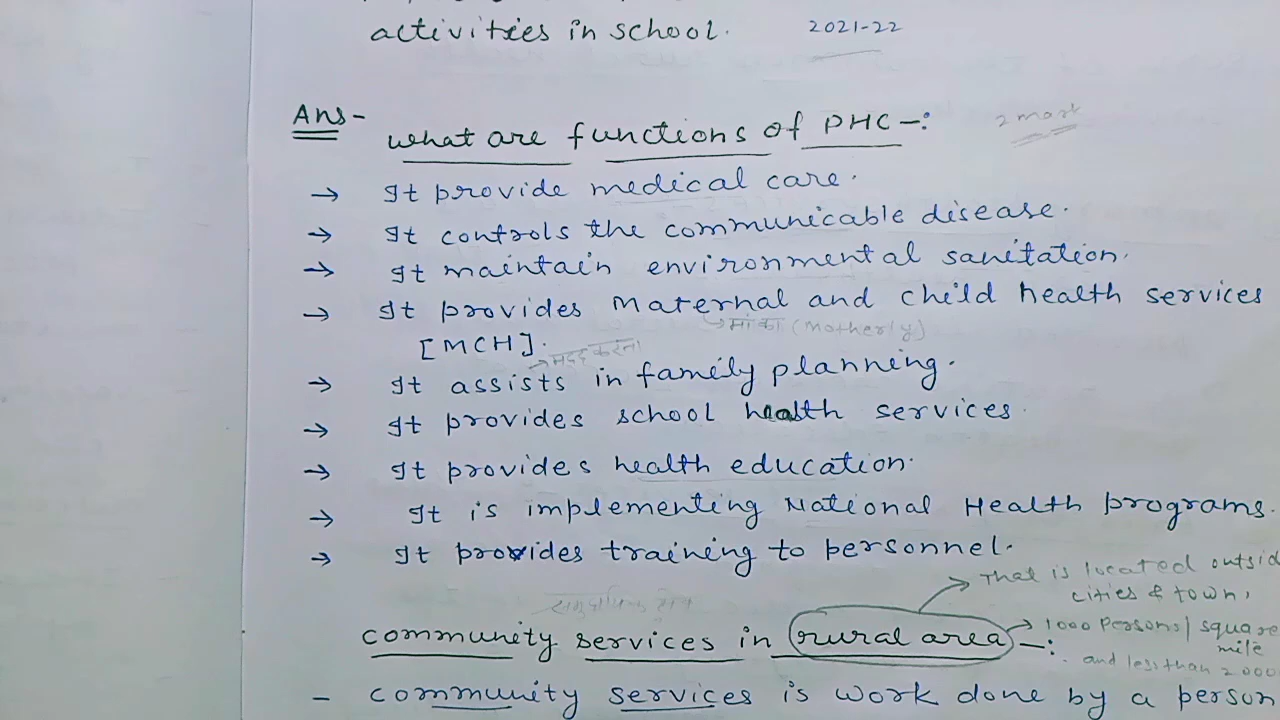 activities in school. 2021-22
Ans-
What are functions of PHC-: 2 mark
→ It provide medical care.
→ It controls the communicable disease.
→ It maintain environmental sanitation.
→ It provides Maternal and child health services
↳ मां का (Motherly)
[MCH].
→ मदद करना
→ It assists in family planning.
→ It provides school health services.
→ It provides health education.
→ It is implementing National Health programs.
→ It provides training to personnel.
→ That is located outsid
cities & town,
community services in rural area -:
→ 1000 Persons/square
mile
and less than 2000
- community services is work done by a person